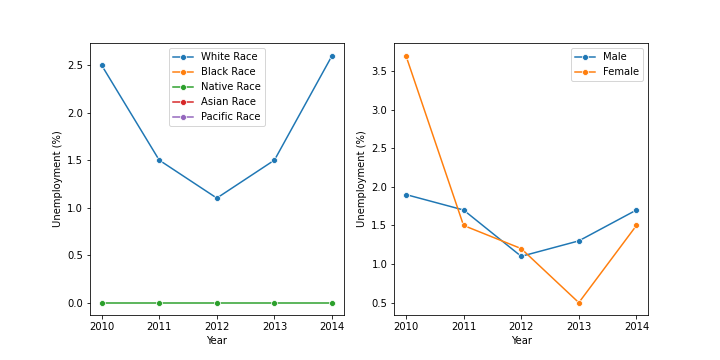 White Race
Black Race
Native Race
Asian Race
Pacific Race
2.5
2.0
1.5
1.0
0.5
0.0
Unemployment (%)
2010 2011 2012 2013 2014
Year
Male
Female
3.5
3.0
2.5
2.0
1.5
1.0
0.5
Unemployment (%)
2010 2011 2012 2013 2014
Year